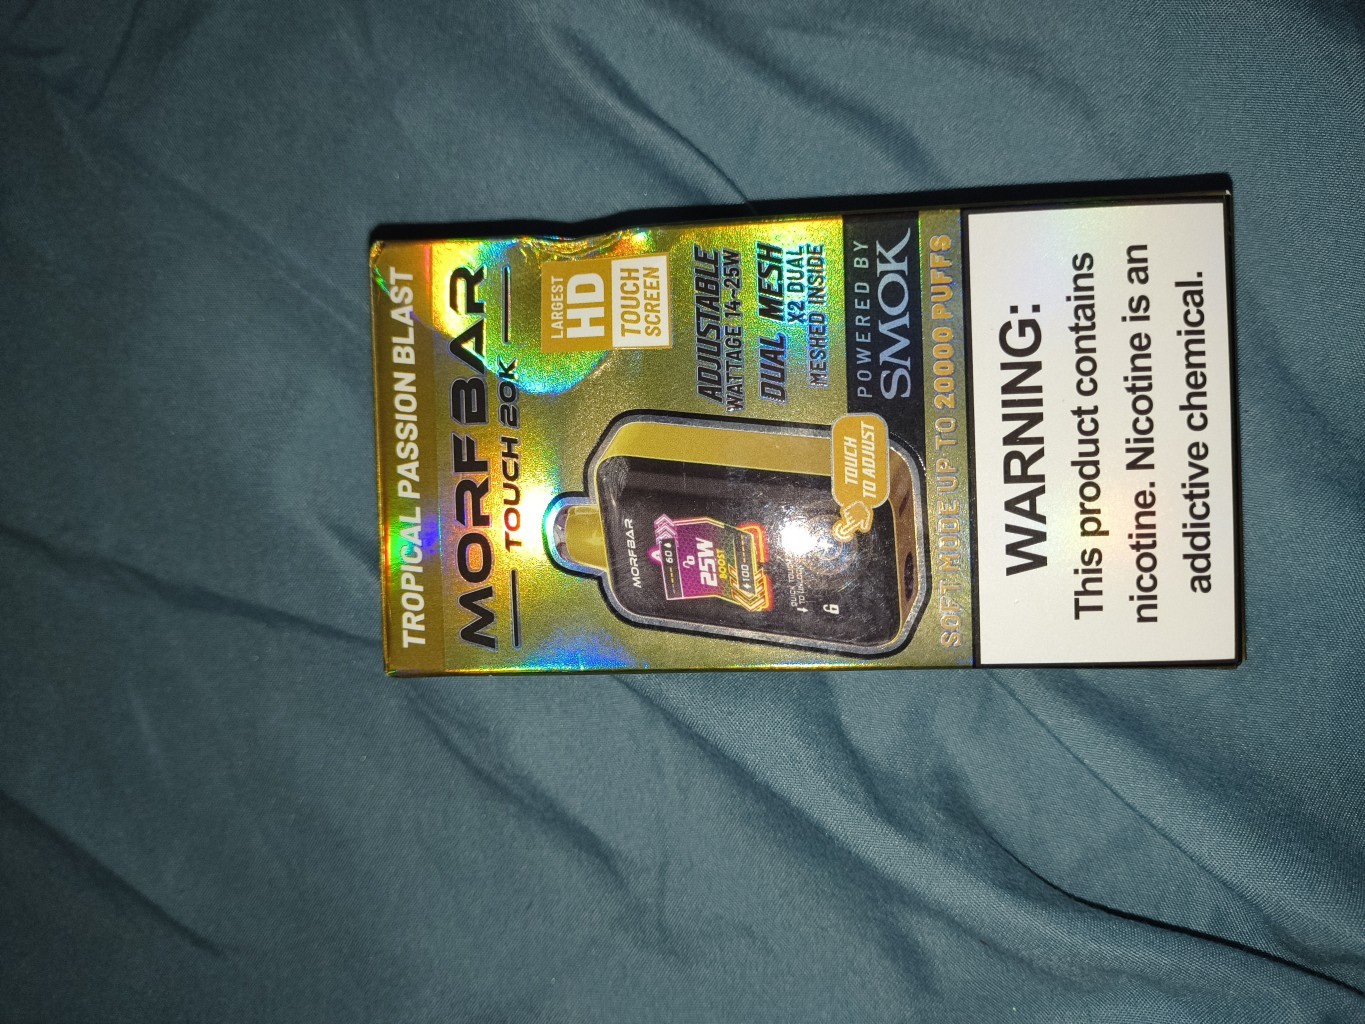 TROPICAL PASSION BLAST
MORFBAR
TOUCH 20K
LARGEST
HD
TOUCH
SCREEN
ADJUSTABLE
WATTAGE 14~25W
DUAL MESH
X2 DUAL
MESHED INSIDE
POWERED BY
SMOK
MORFBAR
60
25W
BOOST
100
TOUCH
TO ADJUST
SOFT MODE UP TO 20000 PUFFS
WARNING:
This product contains
nicotine. Nicotine is an
addictive chemical.